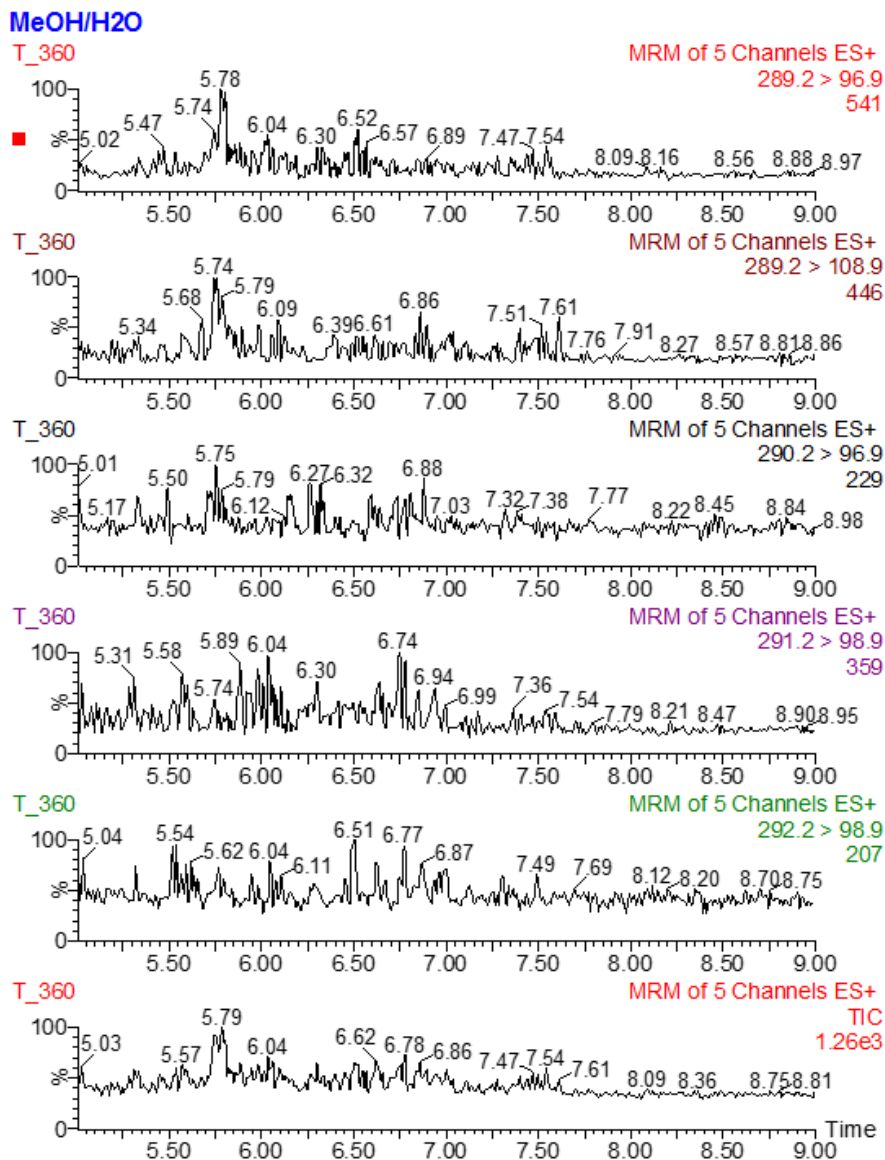 MeOH/H2O
T_360 MRM of 5 Channels ES+
289.2 > 96.9
541
100
%
0
5.02 5.47 5.74 5.78 6.04 6.30 6.52 6.57 6.89 7.47 7.54 8.09 8.16 8.56 8.88 8.97
5.50 6.00 6.50 7.00 7.50 8.00 8.50 9.00
T_360 MRM of 5 Channels ES+
289.2 > 108.9
446
100
%
0
5.34 5.68 5.74 5.79 6.09 6.39 6.61 6.86 7.51 7.61 7.76 7.91 8.27 8.57 8.81 8.86
5.50 6.00 6.50 7.00 7.50 8.00 8.50 9.00
T_360 MRM of 5 Channels ES+
290.2 > 96.9
229
100
%
0
5.01 5.17 5.50 5.75 5.79 6.12 6.27 6.32 6.88 7.03 7.32 7.38 7.77 8.22 8.45 8.84 8.98
5.50 6.00 6.50 7.00 7.50 8.00 8.50 9.00
T_360 MRM of 5 Channels ES+
291.2 > 98.9
359
100
%
0
5.31 5.58 5.74 5.89 6.04 6.30 6.74 6.94 6.99 7.36 7.54 7.79 8.21 8.47 8.90 8.95
5.50 6.00 6.50 7.00 7.50 8.00 8.50 9.00
T_360 MRM of 5 Channels ES+
292.2 > 98.9
207
100
%
0
5.04 5.54 5.62 6.04 6.11 6.51 6.77 6.87 7.49 7.69 8.12 8.20 8.70 8.75
5.50 6.00 6.50 7.00 7.50 8.00 8.50 9.00
T_360 MRM of 5 Channels ES+
TIC
1.26e3
100
%
0
5.03 5.57 5.79 6.04 6.62 6.78 6.86 7.47 7.54 7.61 8.09 8.36 8.75 8.81
Time
5.50 6.00 6.50 7.00 7.50 8.00 8.50 9.00